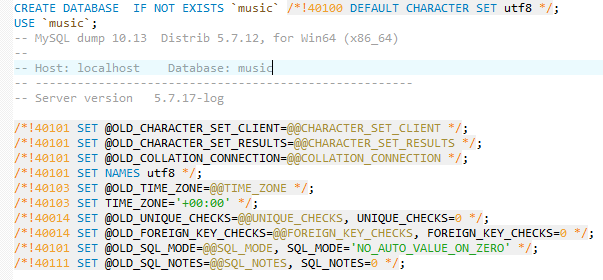 CREATE DATABASE  IF NOT EXISTS `music` /*!40100 DEFAULT CHARACTER SET utf8 */;
USE `music`;
-- MySQL dump 10.13  Distrib 5.7.12, for Win64 (x86_64)
--
-- Host: localhost    Database: music
-- ------------------------------------------------------
-- Server version	5.7.17-log

/*!40101 SET @OLD_CHARACTER_SET_CLIENT=@@CHARACTER_SET_CLIENT */;
/*!40101 SET @OLD_CHARACTER_SET_RESULTS=@@CHARACTER_SET_RESULTS */;
/*!40101 SET @OLD_COLLATION_CONNECTION=@@COLLATION_CONNECTION */;
/*!40101 SET NAMES utf8 */;
/*!40103 SET @OLD_TIME_ZONE=@@TIME_ZONE */;
/*!40103 SET TIME_ZONE='+00:00' */;
/*!40014 SET @OLD_UNIQUE_CHECKS=@@UNIQUE_CHECKS, UNIQUE_CHECKS=0 */;
/*!40014 SET @OLD_FOREIGN_KEY_CHECKS=@@FOREIGN_KEY_CHECKS, FOREIGN_KEY_CHECKS=0 */;
/*!40101 SET @OLD_SQL_MODE=@@SQL_MODE, SQL_MODE='NO_AUTO_VALUE_ON_ZERO' */;
/*!40111 SET @OLD_SQL_NOTES=@@SQL_NOTES, SQL_NOTES=0 */;